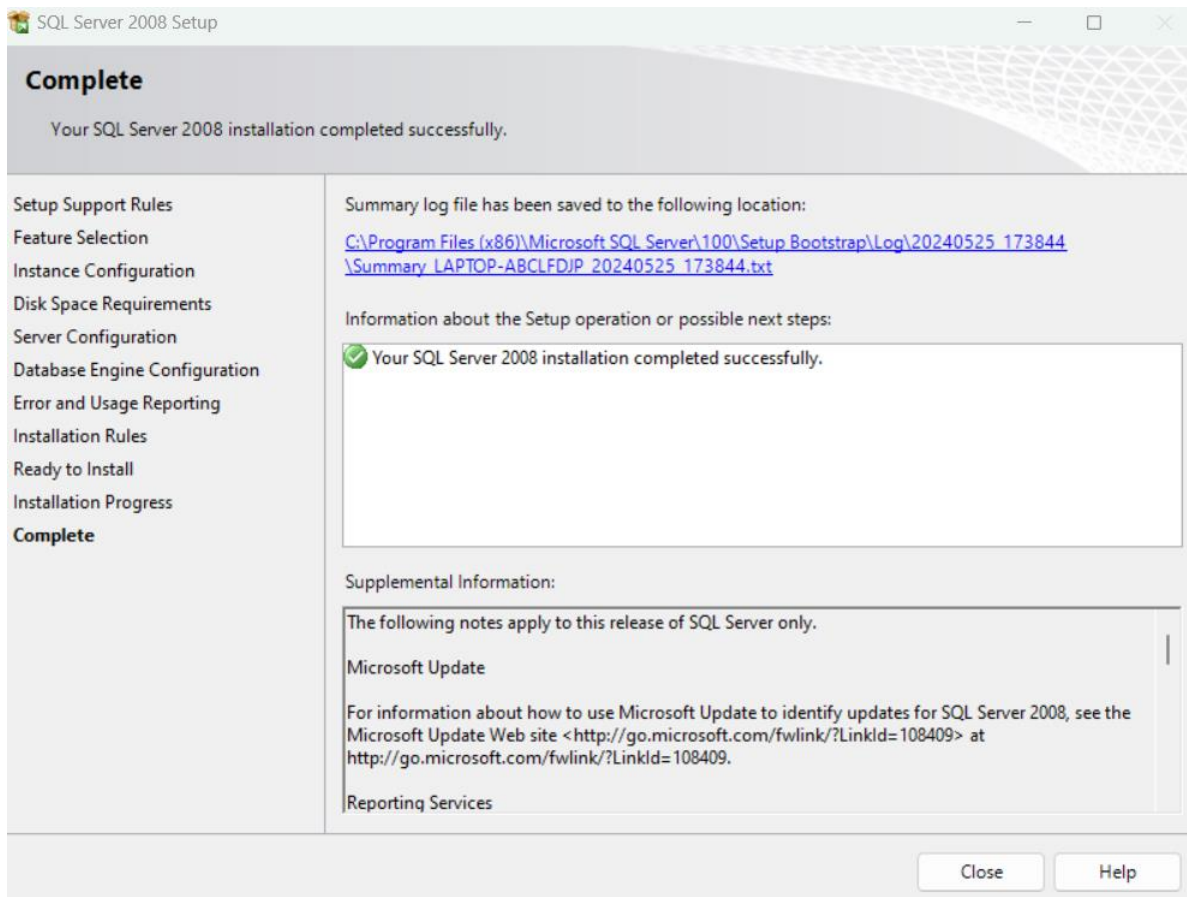 SQL Server 2008 Setup
Complete
Your SQL Server 2008 installation completed successfully.
Setup Support Rules
Feature Selection
Instance Configuration
Disk Space Requirements
Server Configuration
Database Engine Configuration
Error and Usage Reporting
Installation Rules
Ready to Install
Installation Progress
Complete
Summary log file has been saved to the following location:
C:\Program Files (x86)\Microsoft SQL Server\100\Setup Bootstrap\Log\20240525_173844
\Summary_LAPTOP-ABCLFDJP_20240525_173844.txt
Information about the Setup operation or possible next steps:
Your SQL Server 2008 installation completed successfully.
Supplemental Information:
The following notes apply to this release of SQL Server only.
Microsoft Update
For information about how to use Microsoft Update to identify updates for SQL Server 2008, see the
Microsoft Update Web site <http://go.microsoft.com/fwlink/?LinkId=108409> at
http://go.microsoft.com/fwlink/?LinkId=108409.
Reporting Services
Close
Help